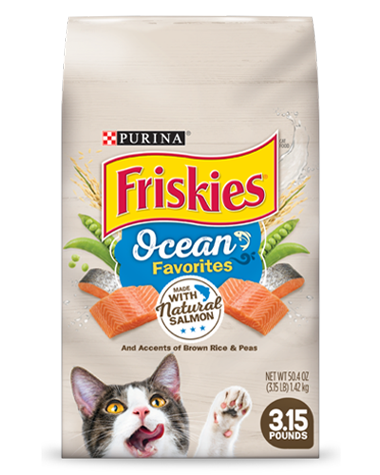 PURINA®
Friskies®
Ocean
Favorites
MADE
WITH
Natural
SALMON
And Accents of Brown Rice & Peas
NET WT 50.4 OZ
(3.15 LB) 1.42 kg
3.15
POUNDS